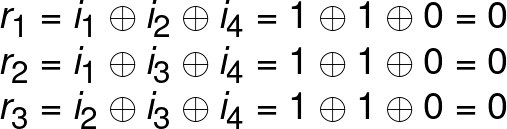 r₁ = i₁ ⊕ i₂ ⊕ i₄ = 1 ⊕ 1 ⊕ 0 = 0
r₂ = i₁ ⊕ i₃ ⊕ i₄ = 1 ⊕ 1 ⊕ 0 = 0
r₃ = i₂ ⊕ i₃ ⊕ i₄ = 1 ⊕ 1 ⊕ 0 = 0